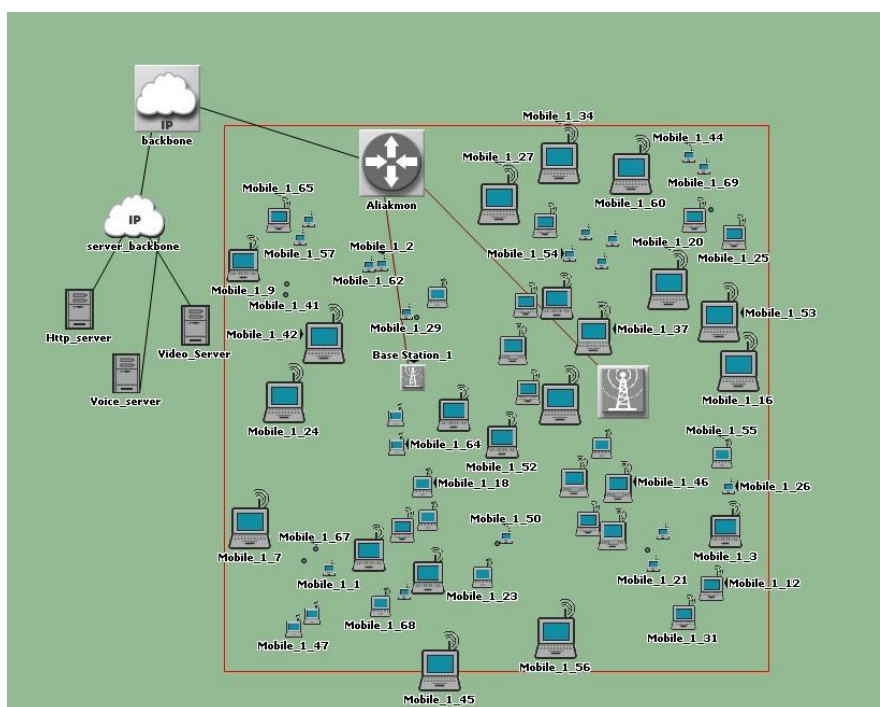 IP
backbone
IP
server_backbone
Http_server
Video_Server
Voice_server
Aliakmon
Mobile_1_34
Mobile_1_27
Mobile_1_44
Mobile_1_60
Mobile_1_69
Mobile_1_65
Mobile_1_57
Mobile_1_2
Mobile_1_54
Mobile_1_20
Mobile_1_25
Mobile_1_9
Mobile_1_62
Mobile_1_41
Mobile_1_53
Mobile_1_42
Mobile_1_29
Mobile_1_37
Base Station_1
Mobile_1_16
Mobile_1_24
Mobile_1_64
Mobile_1_55
Mobile_1_52
Mobile_1_18
Mobile_1_46
Mobile_1_26
Mobile_1_50
Mobile_1_67
Mobile_1_7
Mobile_1_3
Mobile_1_1
Mobile_1_21
Mobile_1_12
Mobile_1_23
Mobile_1_68
Mobile_1_31
Mobile_1_47
Mobile_1_56
Mobile_1_45